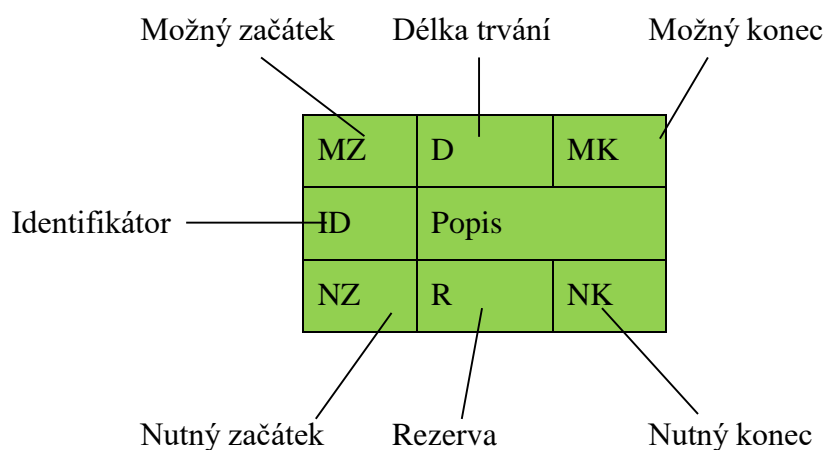 Možný začátek Délka trvání Možný konec
MZ D MK
Identifikátor ID Popis
NZ R NK
Nutný začátek Rezerva Nutný konec